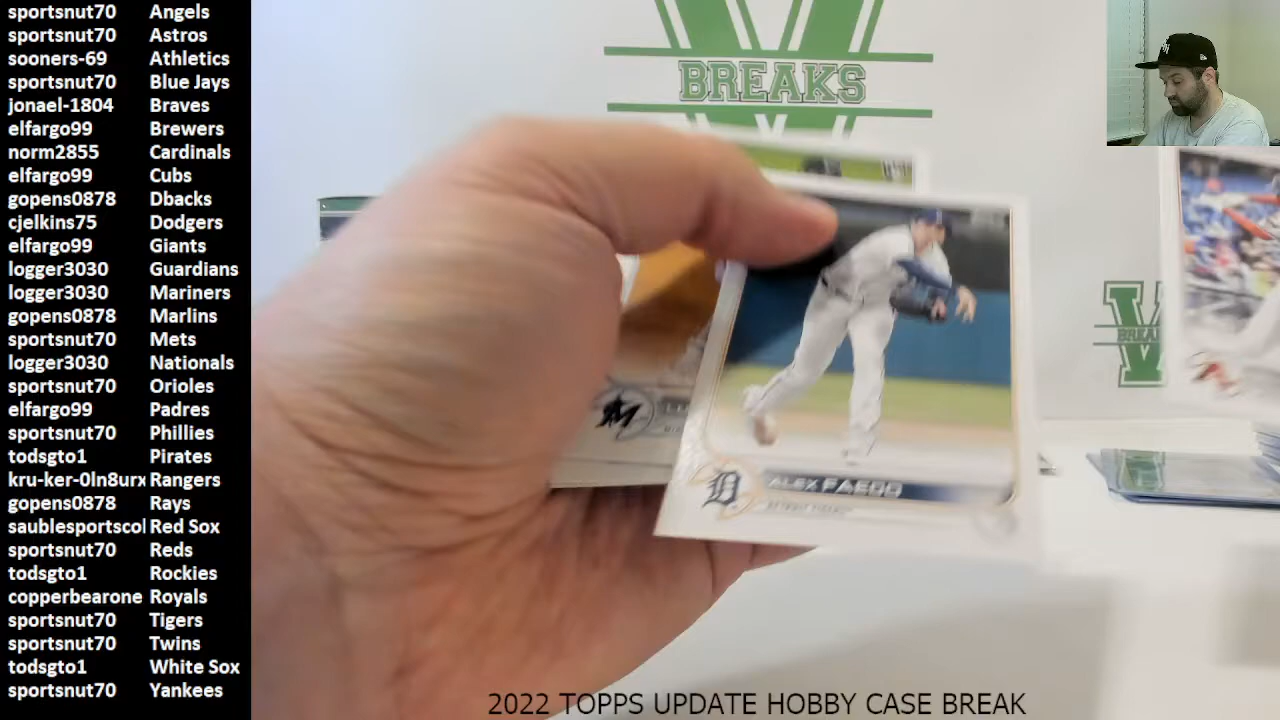 sportsnut70 Angels
sportsnut70 Astros
sooners-69 Athletics
sportsnut70 Blue Jays
jonael-1804 Braves
elfargo99 Brewers
norm2855 Cardinals
elfargo99 Cubs
gopens0878 Dbacks
cjelkins75 Dodgers
elfargo99 Giants
logger3030 Guardians
logger3030 Mariners
gopens0878 Marlins
sportsnut70 Mets
logger3030 Nationals
sportsnut70 Orioles
elfargo99 Padres
sportsnut70 Phillies
todsgto1 Pirates
kru-ker-0ln8urx Rangers
gopens0878 Rays
saublesportscol Red Sox
sportsnut70 Reds
todsgto1 Rockies
copperbearone Royals
sportsnut70 Tigers
sportsnut70 Twins
todsgto1 White Sox
sportsnut70 Yankees
V
BREAKS
V
BREA
M
D
ALEX FAEDO
2022 TOPPS UPDATE HOBBY CASE BREAK